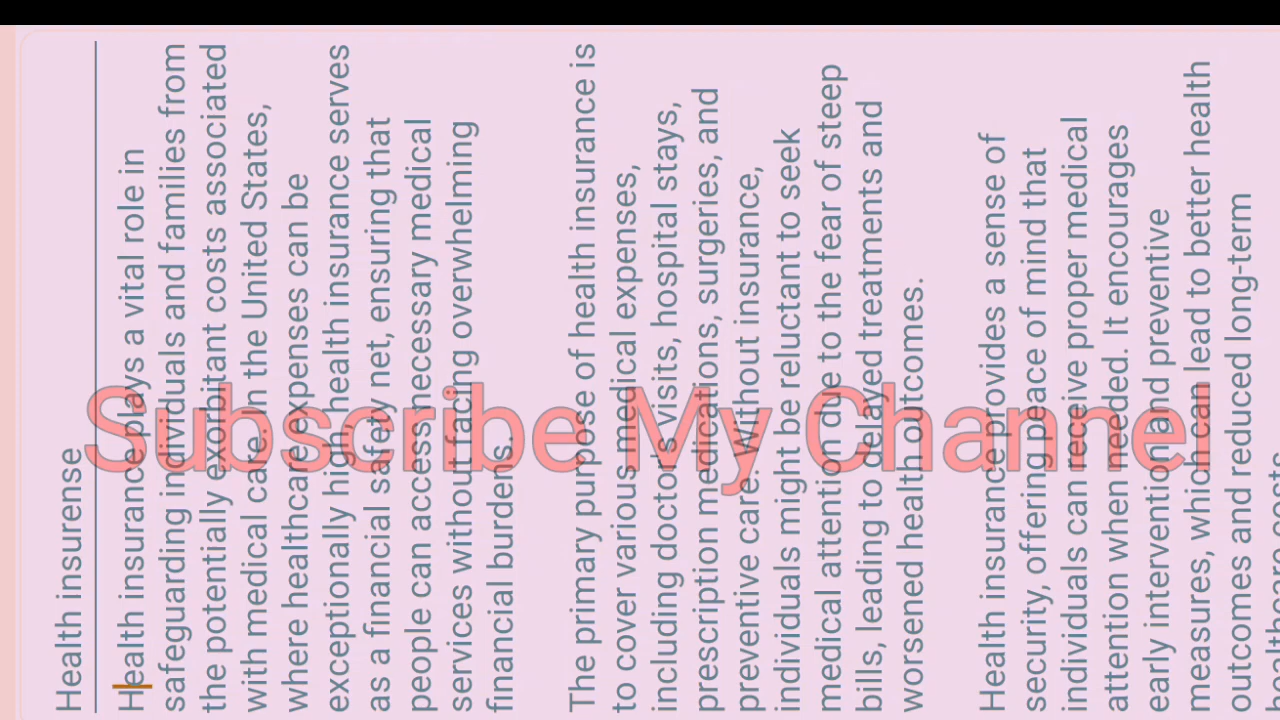 Health insurense
Health insurance plays a vital role in
safeguarding individuals and families from
the potentially exorbitant costs associated
with medical care. In the United States,
where healthcare expenses can be
exceptionally high, health insurance serves
as a financial safety net, ensuring that
people can access necessary medical
services without facing overwhelming
financial burdens.
The primary purpose of health insurance is
to cover various medical expenses,
including doctor's visits, hospital stays,
prescription medications, surgeries, and
preventive care. Without insurance,
individuals might be reluctant to seek
medical attention due to the fear of steep
bills, leading to delayed treatments and
worsened health outcomes.
Health insurance provides a sense of
security, offering peace of mind that
individuals can receive proper medical
attention when needed. It encourages
early intervention and preventive
measures, which can lead to better health
outcomes and reduced long-term
healthcare costs
Subscribe My Channel